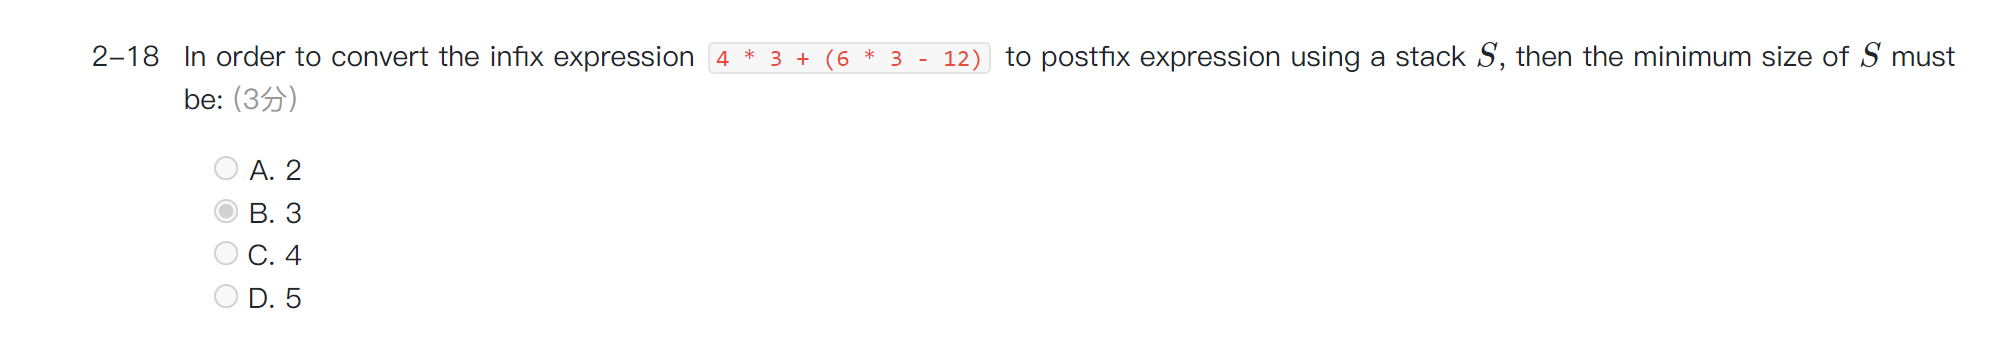 2-18 In order to convert the infix expression 4 * 3 + (6 * 3 - 12) to postfix expression using a stack S, then the minimum size of S must
be: (3分)
A. 2
B. 3
C. 4
D. 5